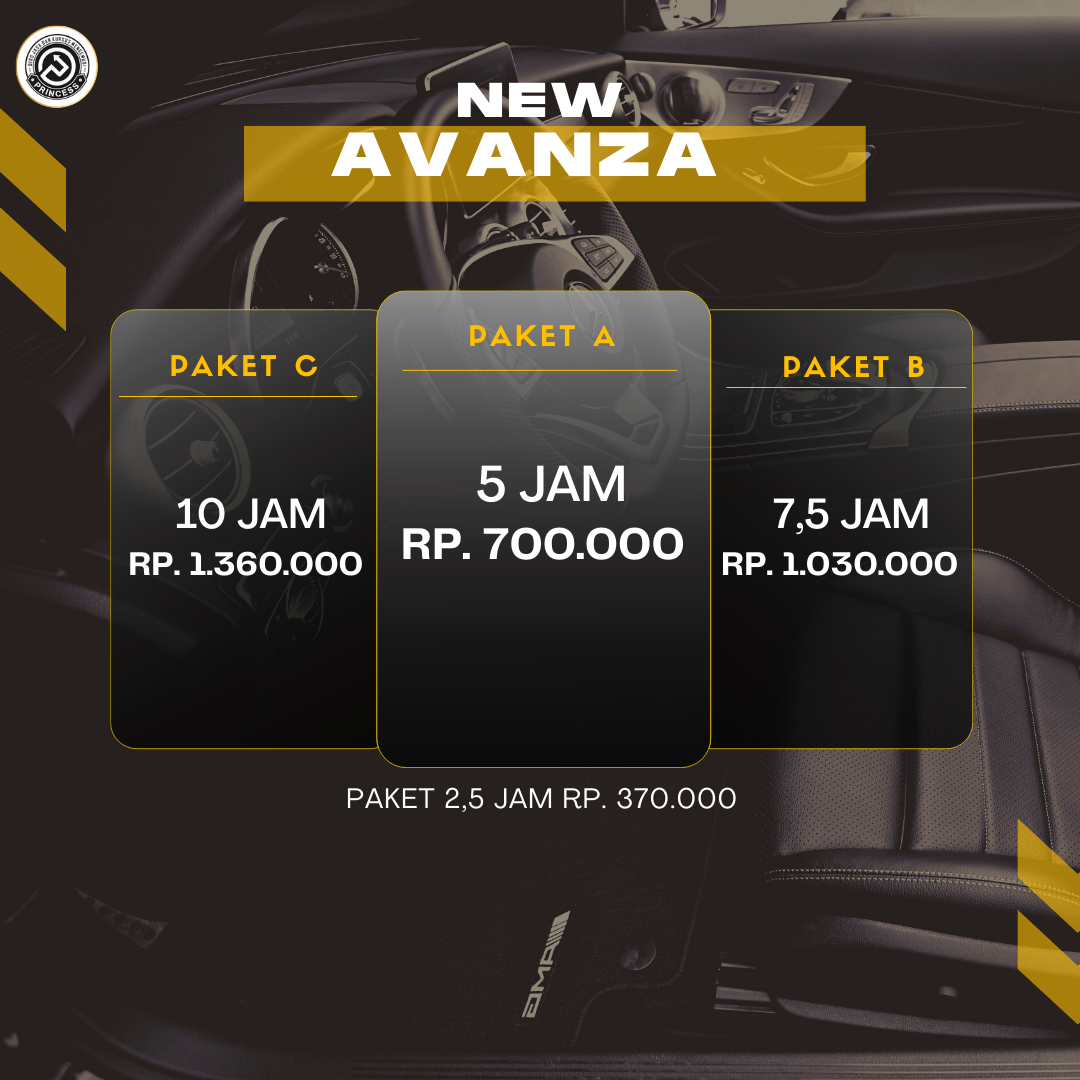 PRINCESS
NEW
AVANZA
PAKET C
10 JAM
RP. 1.360.000
PAKET A
5 JAM
RP. 700.000
PAKET B
7,5 JAM
RP. 1.030.000
PAKET 2,5 JAM RP. 370.000
AMG